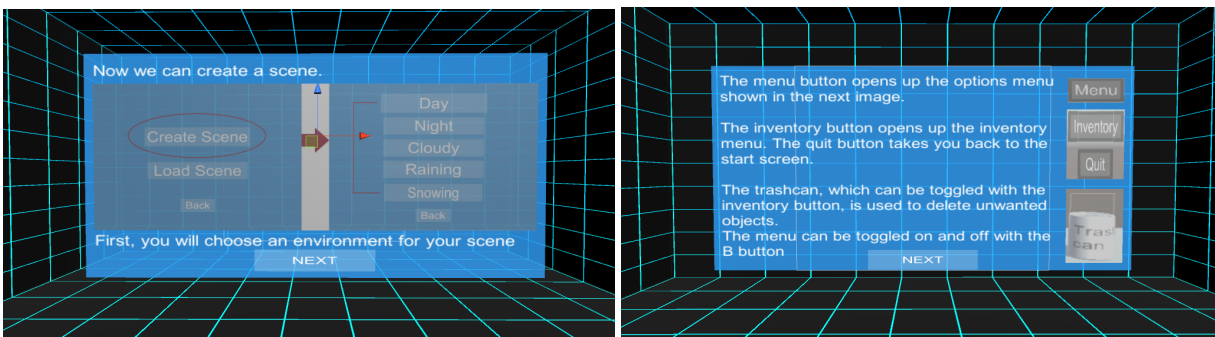 Now we can create a scene.
Create Scene
Load Scene
Back
Day
Night
Cloudy
Raining
Snowing
Back
First, you will choose an environment for your scene
NEXT
The menu button opens up the options menu
shown in the next image.
The inventory button opens up the inventory
menu. The quit button takes you back to the
start screen.
The trashcan, which can be toggled with the
inventory button, is used to delete unwanted
objects.
The menu can be toggled on and off with the
B button
NEXT
Menu
Inventory
Quit
Trash
can